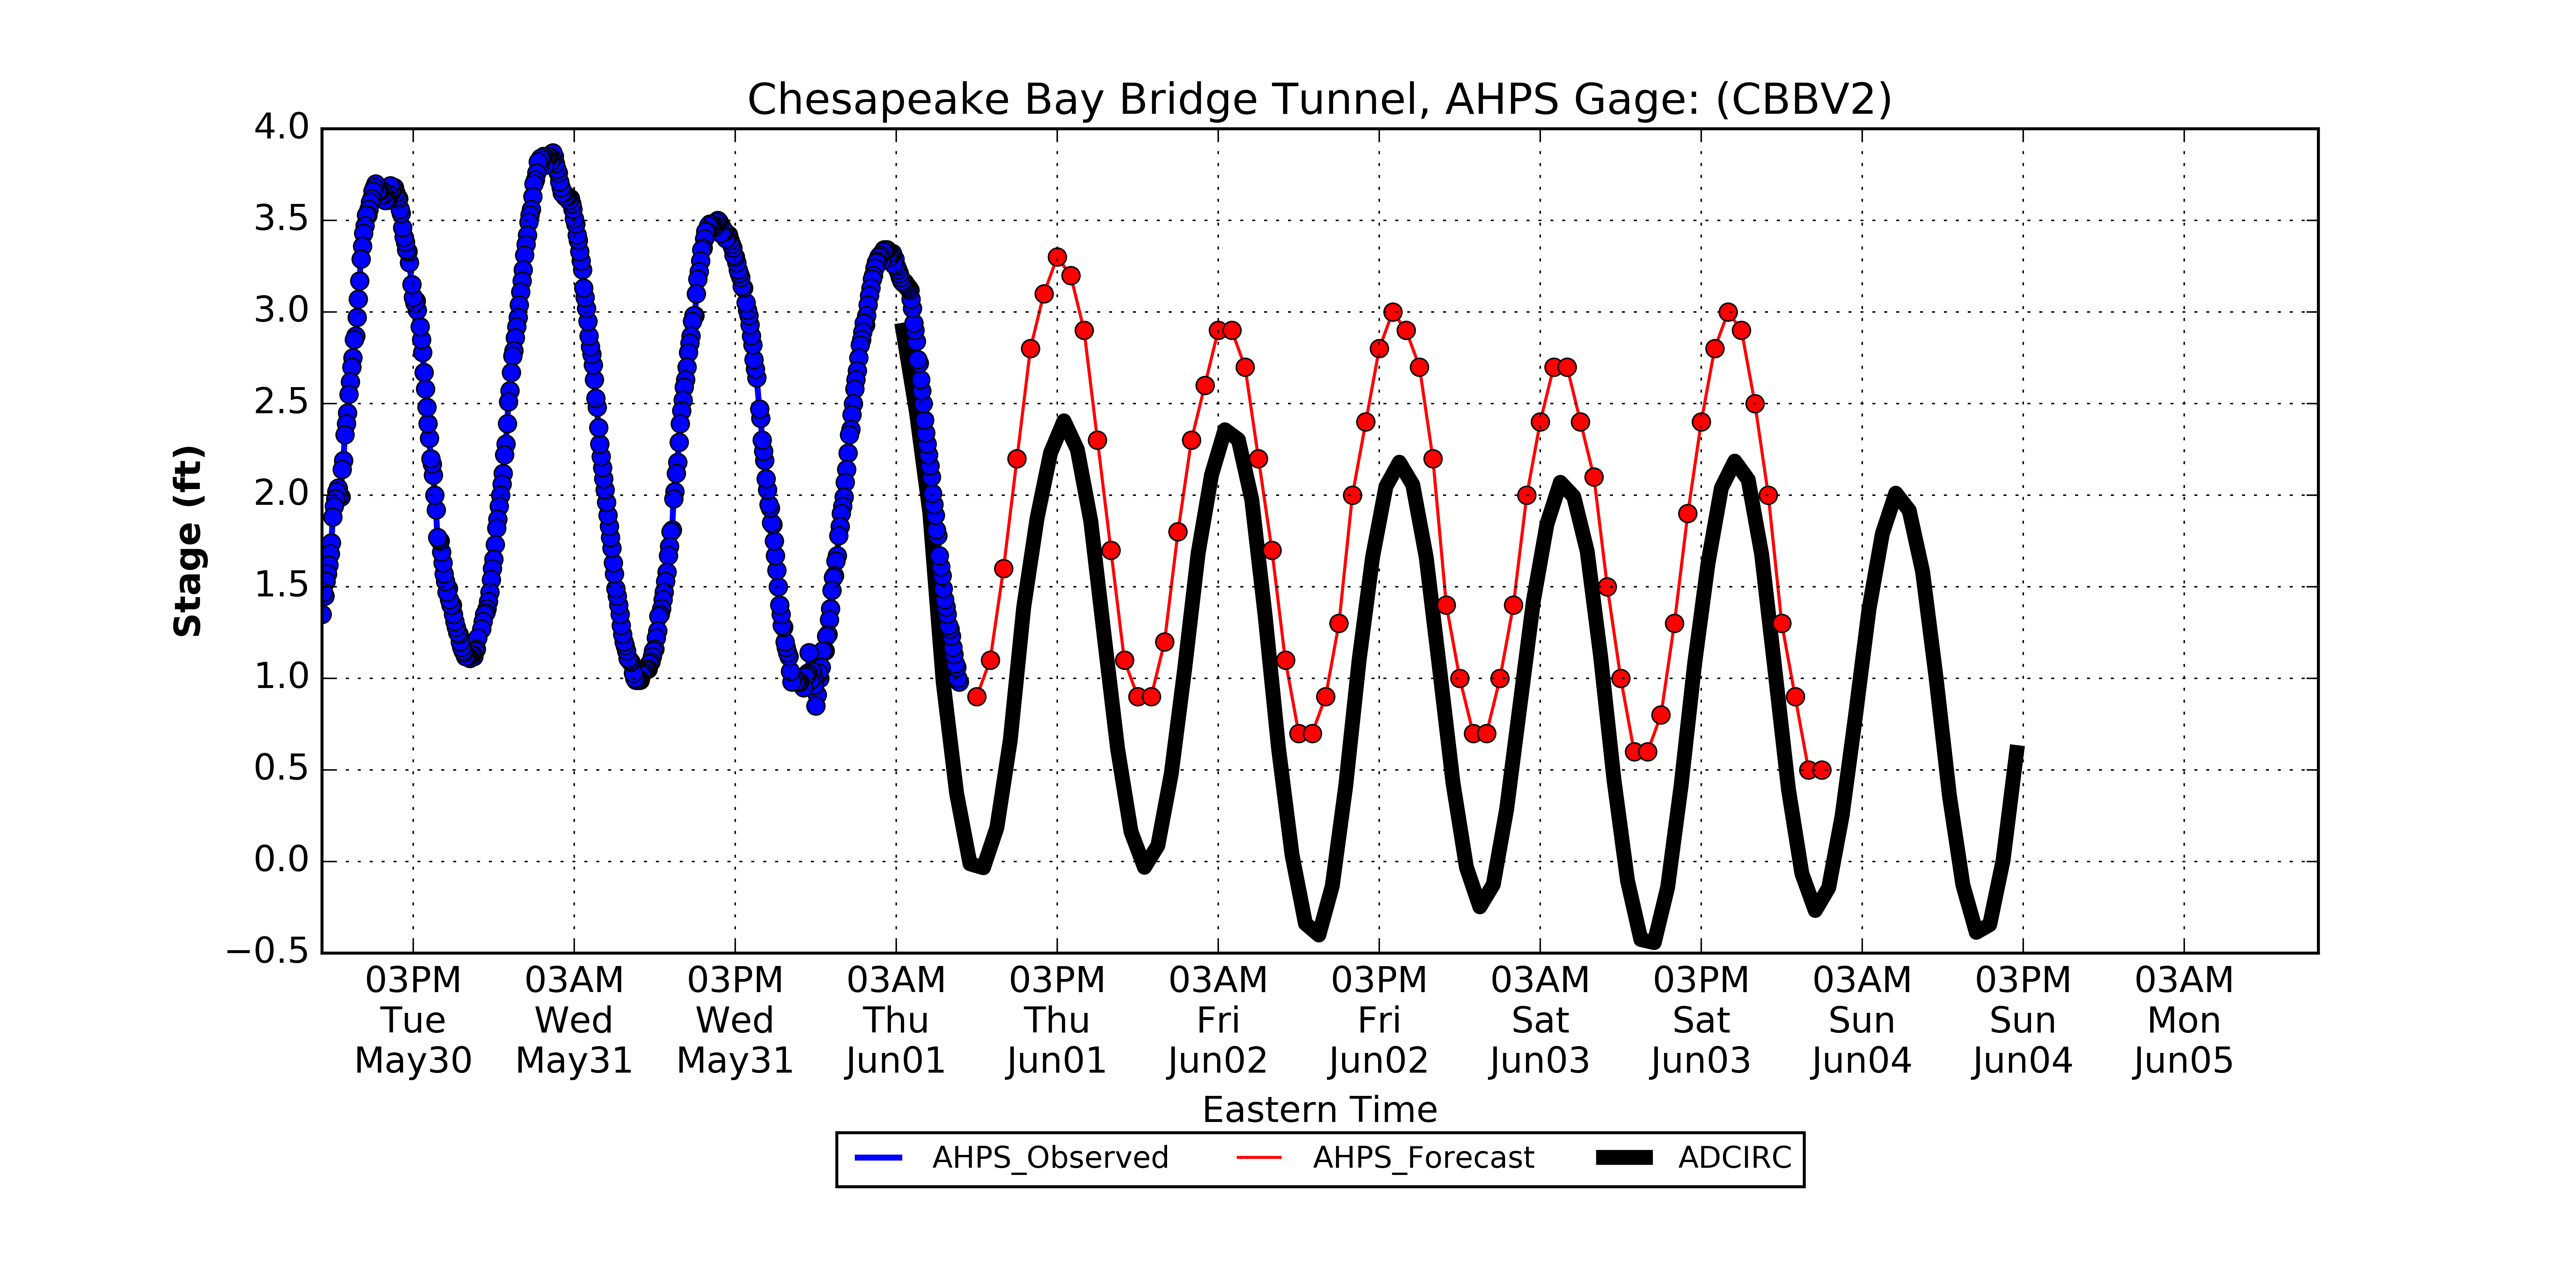 Chesapeake Bay Bridge Tunnel, AHPS Gage: (CBBV2)
4.0
3.5
3.0
2.5
2.0
1.5
1.0
0.5
0.0
−0.5
Stage (ft)
03PM 03AM 03PM 03AM 03PM 03AM 03PM 03AM 03PM 03AM 03PM 03AM
Tue Wed Wed Thu Thu Fri Fri Sat Sat Sun Sun Mon
May30 May31 May31 Jun01 Jun01 Jun02 Jun02 Jun03 Jun03 Jun04 Jun04 Jun05
Eastern Time
AHPS_Observed AHPS_Forecast ADCIRC